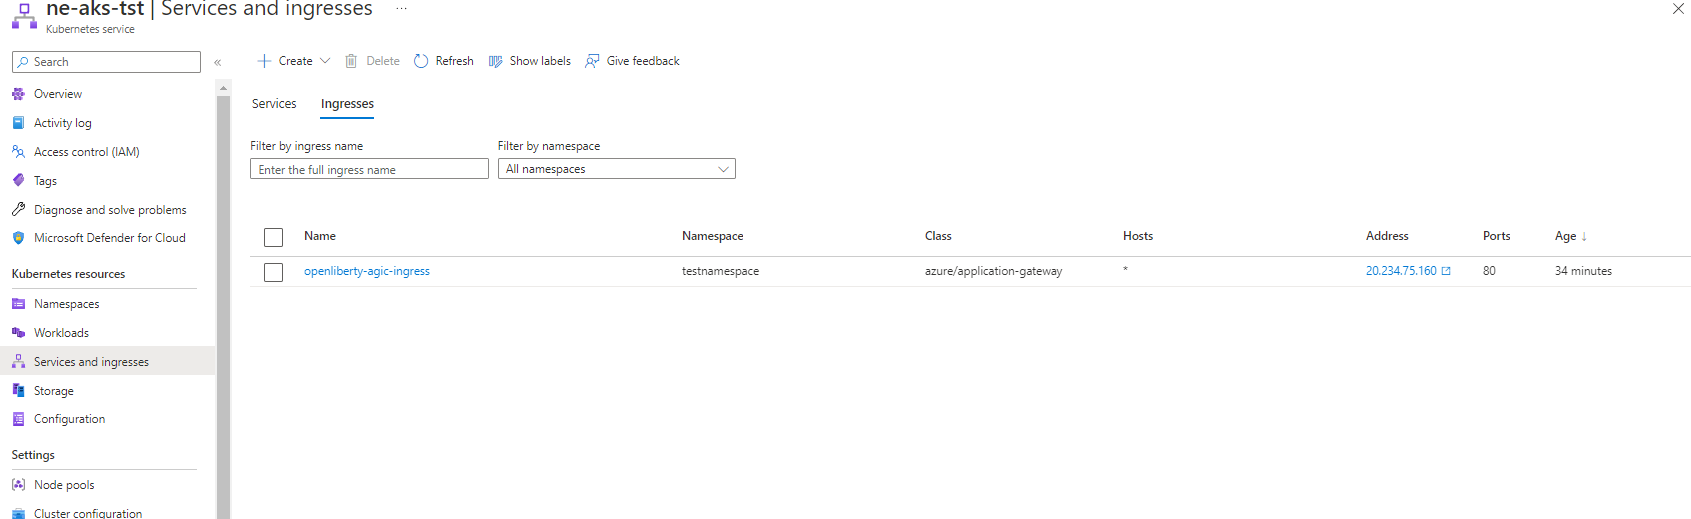 ne-aks-tst | Services and ingresses ...
Kubernetes service
Search
«
Create
Delete
Refresh
Show labels
Give feedback
Overview
Activity log
Access control (IAM)
Tags
Diagnose and solve problems
Microsoft Defender for Cloud
Kubernetes resources
Namespaces
Workloads
Services and ingresses
Storage
Configuration
Settings
Node pools
Cluster configuration
Services Ingresses
Filter by ingress name Filter by namespace
Enter the full ingress name All namespaces
Name Namespace Class Hosts Address Ports Age ↓
openliberty-agic-ingress testnamespace azure/application-gateway * 20.234.75.160 80 34 minutes